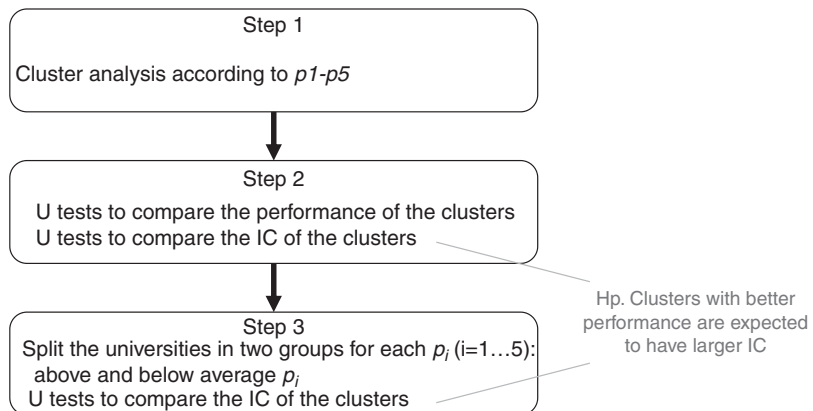 Step 1
Cluster analysis according to p1-p5
Step 2
U tests to compare the performance of the clusters
U tests to compare the IC of the clusters
Step 3
Split the universities in two groups for each pi (i=1…5):
above and below average pi
U tests to compare the IC of the clusters
Hp. Clusters with better
performance are expected
to have larger IC